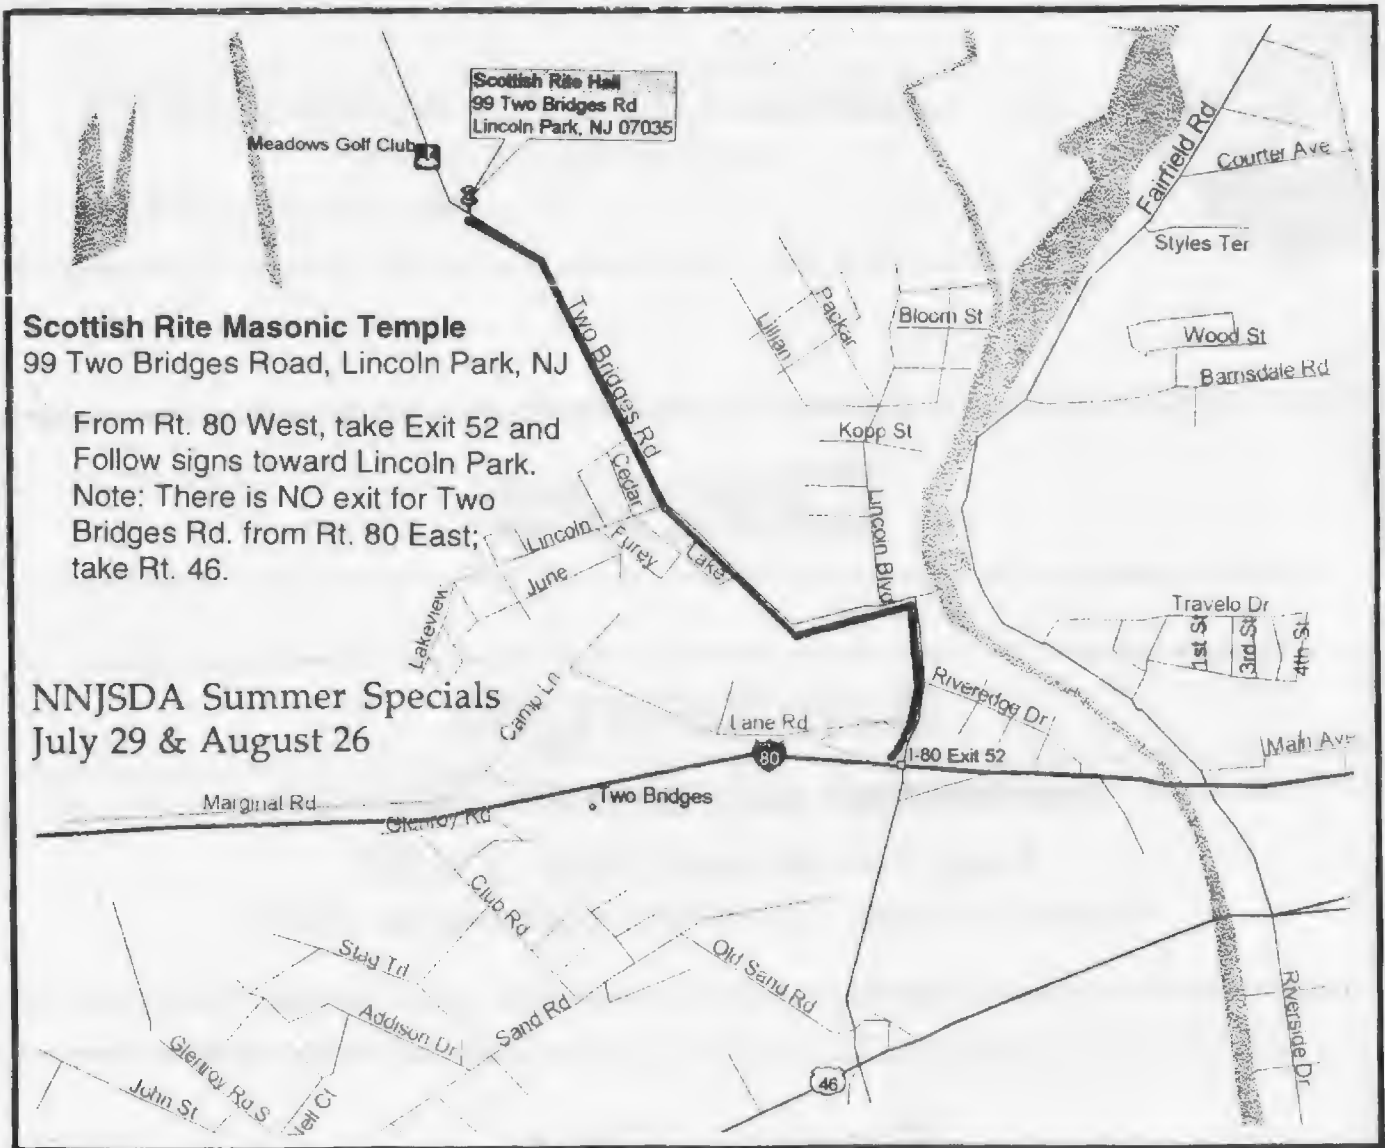 Scottish Rite Hall
99 Two Bridges Rd
Lincoln Park, NJ 07035
Meadows Golf Club
Fairfield Rd
Courter Ave
Styles Ter
Scottish Rite Masonic Temple
99 Two Bridges Road, Lincoln Park, NJ
Two Bridges Rd
Lillian
Packar
Bloom St
Wood St
Barnsdale Rd
From Rt. 80 West, take Exit 52 and
Follow signs toward Lincoln Park.
Note: There is NO exit for Two
Bridges Rd. from Rt. 80 East;
take Rt. 46.
Kopp St
Cedar
Lincoln
Furey
Lake
June
Lakeview
Lincoln Blvd
Travelo Dr
1st St
3rd St
4th St
NNJSDA Summer Specials
July 29 & August 26
Camp Ln
Riveredge Dr
Lane Rd
80
I-80 Exit 52
Main Ave
Marginal Rd
Two Bridges
Glenroy Rd
Club Rd
Stag Trl
Old Sand Rd
Sand Rd
Addison Dr
Glenroy Rd S
John St
Nell Ct
46
Riverside Dr